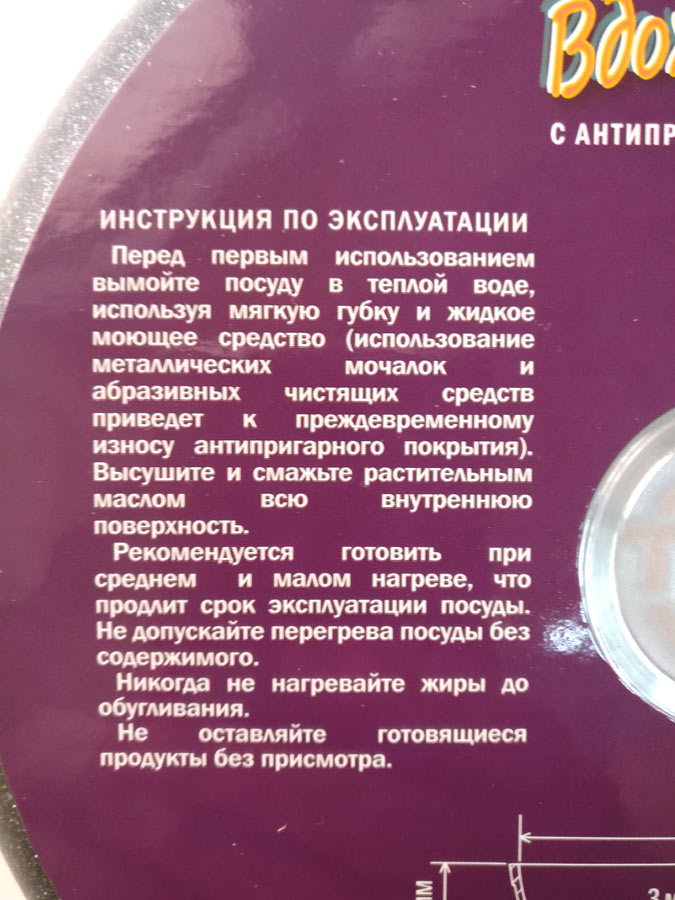 Вдох
С АНТИПР
ИНСТРУКЦИЯ ПО ЭКСПЛУАТАЦИИ
Перед первым использованием
вымойте посуду в теплой воде,
используя мягкую губку и жидкое
моющее средство (использование
металлических мочалок и
абразивных чистящих средств
приведет к преждевременному
износу антипригарного покрытия).
Высушите и смажьте растительным
маслом всю внутреннюю
поверхность.
Рекомендуется готовить при
среднем и малом нагреве, что
продлит срок эксплуатации посуды.
Не допускайте перегрева посуды без
содержимого.
Никогда не нагревайте жиры до
обугливания.
Не оставляйте готовящиеся
продукты без присмотра.
мм
3 м